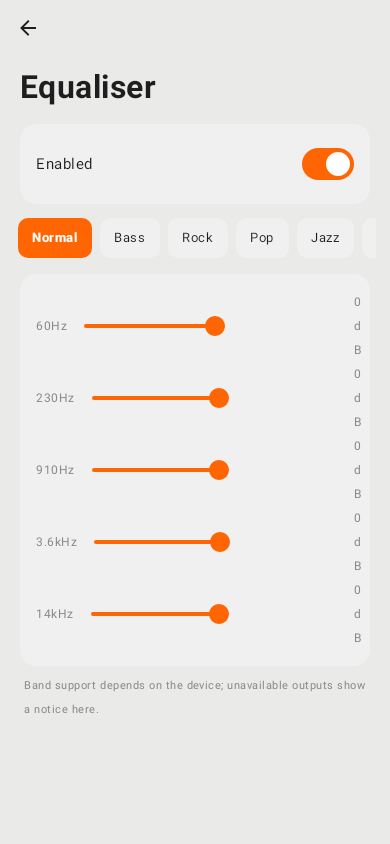 Equaliser
Enabled
Normal Bass Rock Pop Jazz
60Hz 0 d B
230Hz 0 d B
910Hz 0 d B
3.6kHz 0 d B
14kHz 0 d B
Band support depends on the device; unavailable outputs show
a notice here.